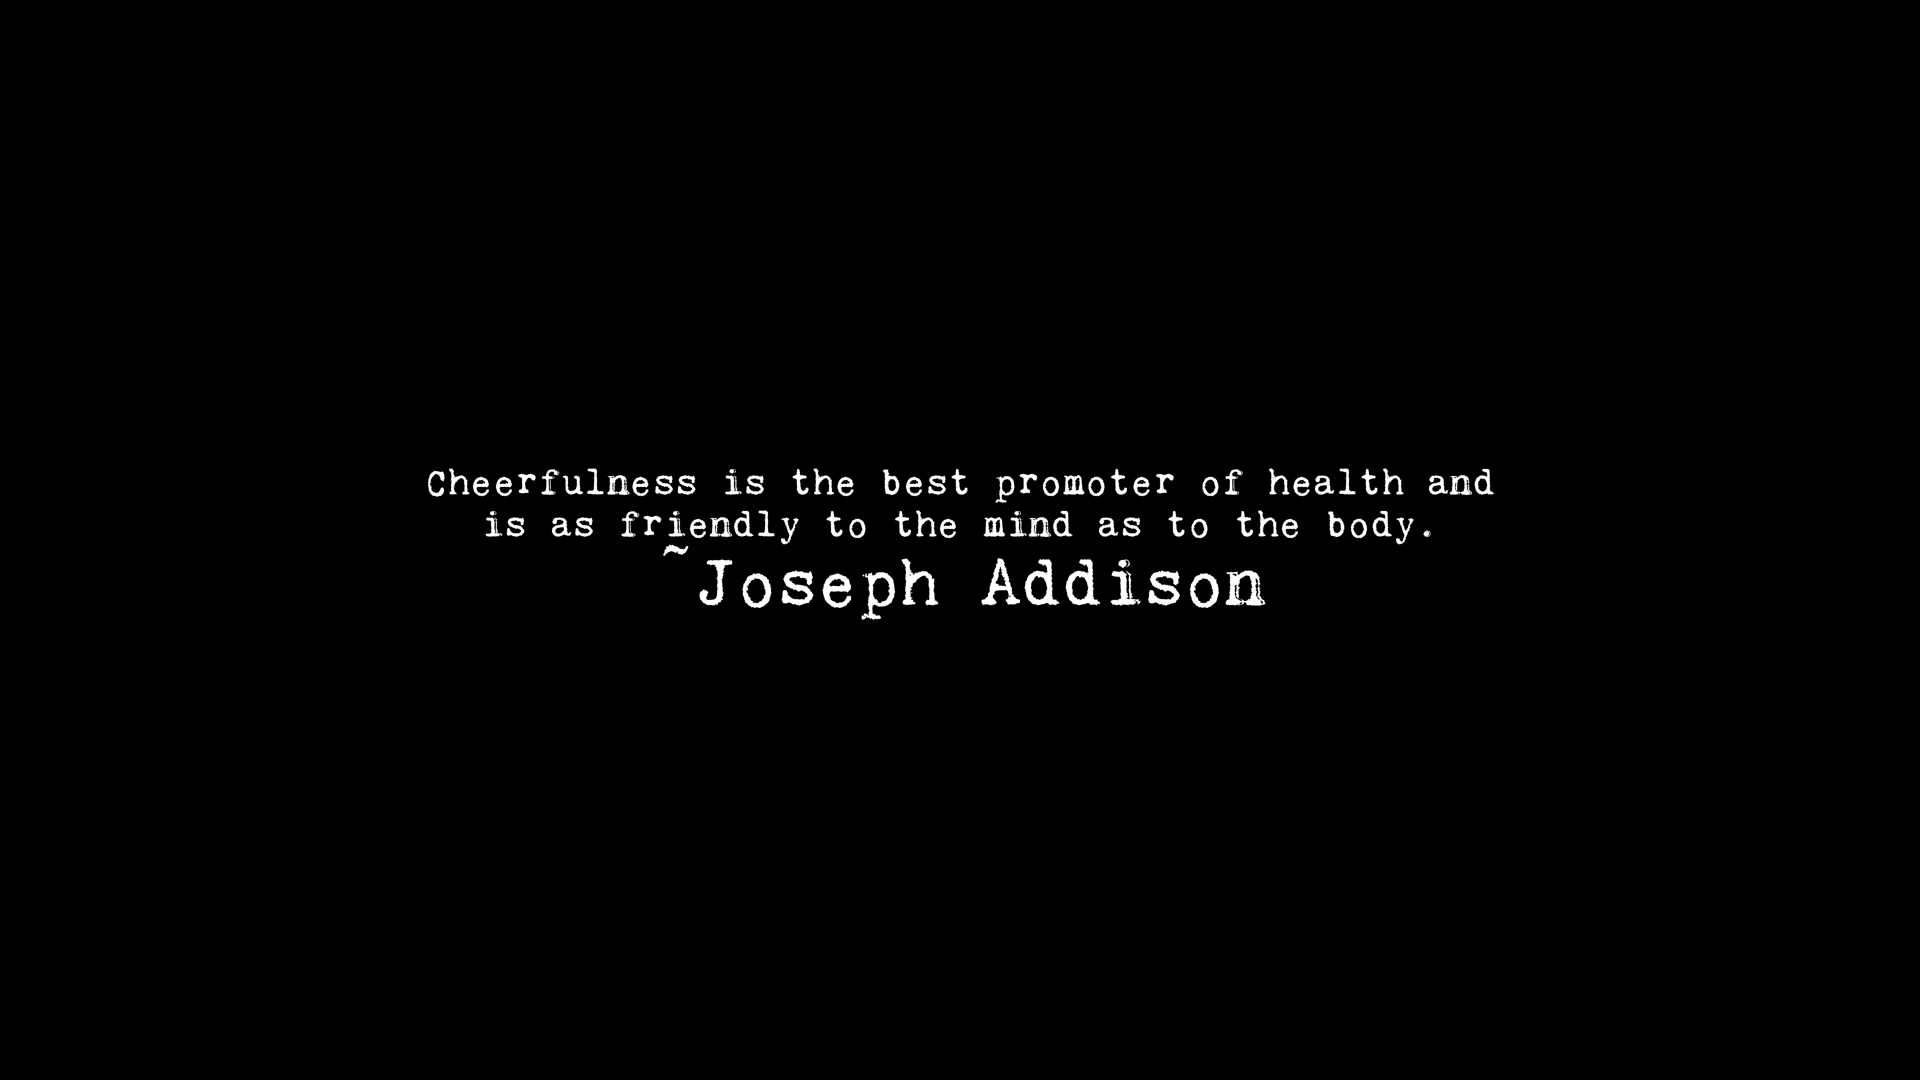 Cheerfulness is the best promoter of health and
is as friendly to the mind as to the body.
~Joseph Addison